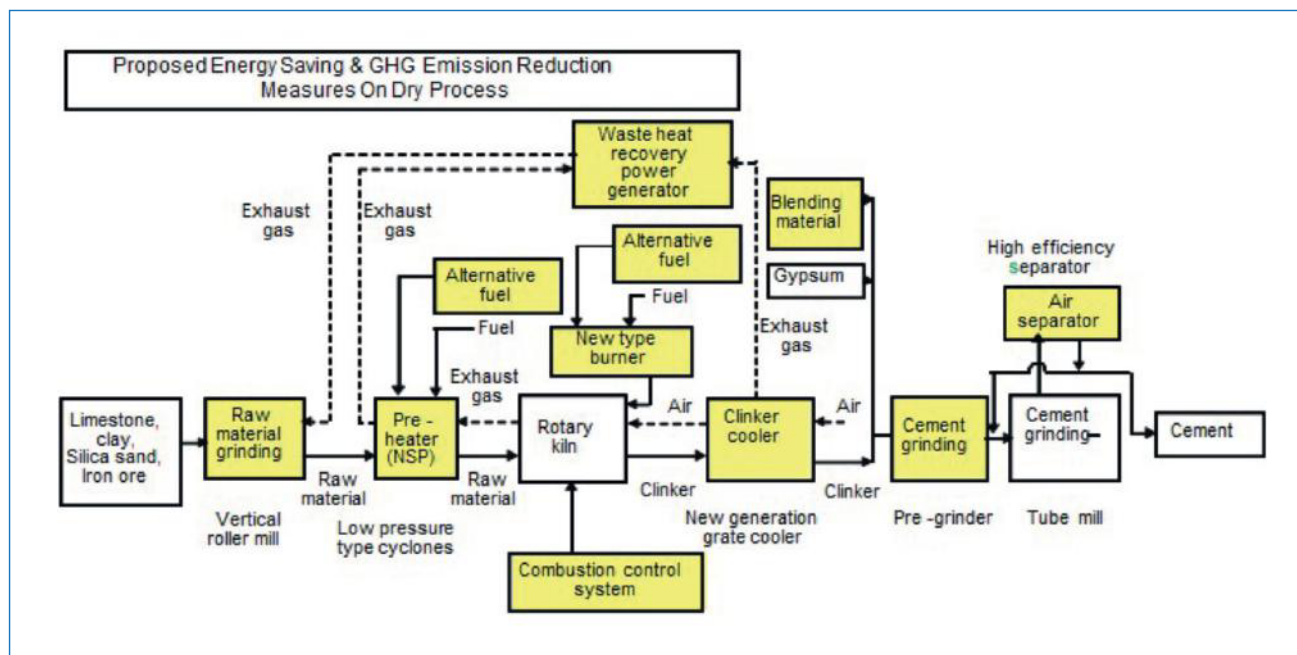 Proposed Energy Saving & GHG Emission Reduction
Measures On Dry Process
Waste heat
recovery
power
generator
Exhaust
gas
Exhaust
gas
Blending
material
Alternative
fuel
High efficiency
separator
Alternative
fuel
Gypsum
Fuel
Air
separator
Fuel
New type
burner
Exhaust
gas
Exhaust
gas
Limestone,
clay,
Silica sand,
Iron ore
Raw
material
grinding
Pre -
heater
(NSP)
Rotary
kiln
Air
Clinker
cooler
Air
Cement
grinding
Cement
grinding
Cement
Raw
material
Raw
material
Clinker
Clinker
Vertical
roller mill
Low pressure
type cyclones
New generation
grate cooler
Pre -grinder
Tube mill
Combustion control
system